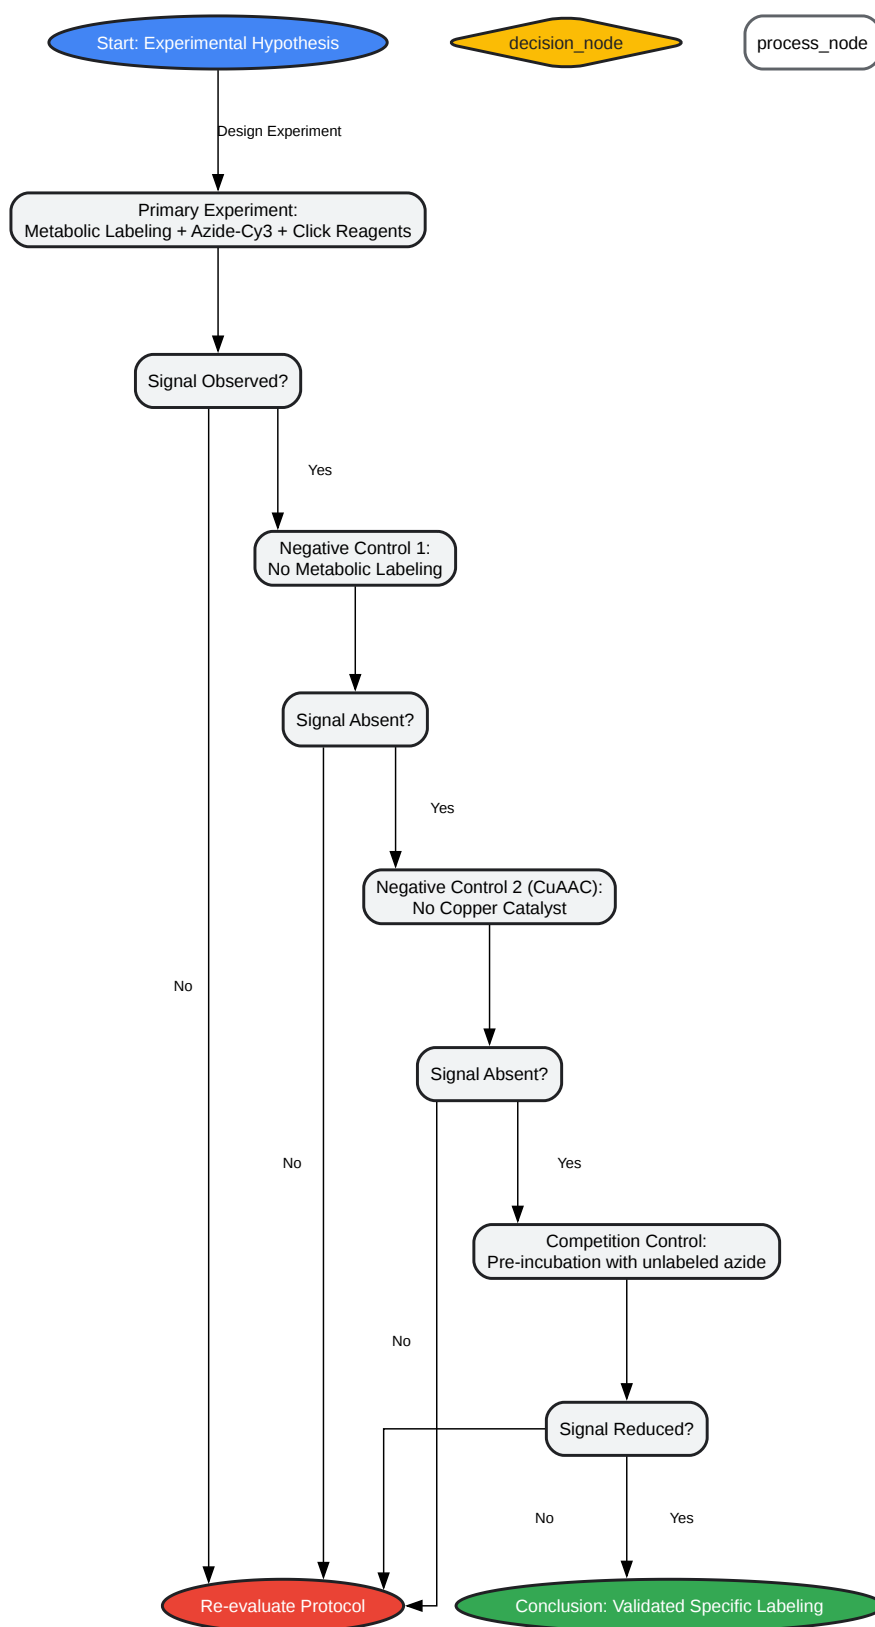 Start: Experimental Hypothesis
decision_node
process_node
Design Experiment
Primary Experiment:
Metabolic Labeling + Azide-Cy3 + Click Reagents
Signal Observed?
Yes
Negative Control 1:
No Metabolic Labeling
Signal Absent?
Yes
Negative Control 2 (CuAAC):
No Copper Catalyst
No
Signal Absent?
No
Yes
Competition Control:
Pre-incubation with unlabeled azide
No
Signal Reduced?
No
Yes
Re-evaluate Protocol
Conclusion: Validated Specific Labeling